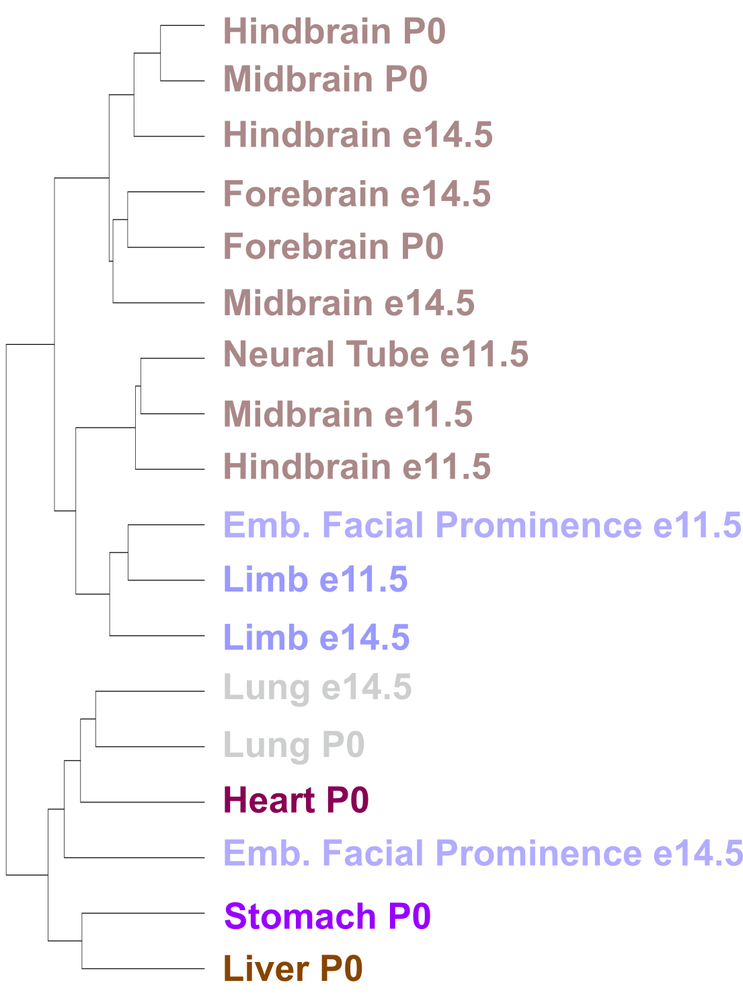 Hindbrain P0
Midbrain P0
Hindbrain e14.5
Forebrain e14.5
Forebrain P0
Midbrain e14.5
Neural Tube e11.5
Midbrain e11.5
Hindbrain e11.5
Emb. Facial Prominence e11.5
Limb e11.5
Limb e14.5
Lung e14.5
Lung P0
Heart P0
Emb. Facial Prominence e14.5
Stomach P0
Liver P0